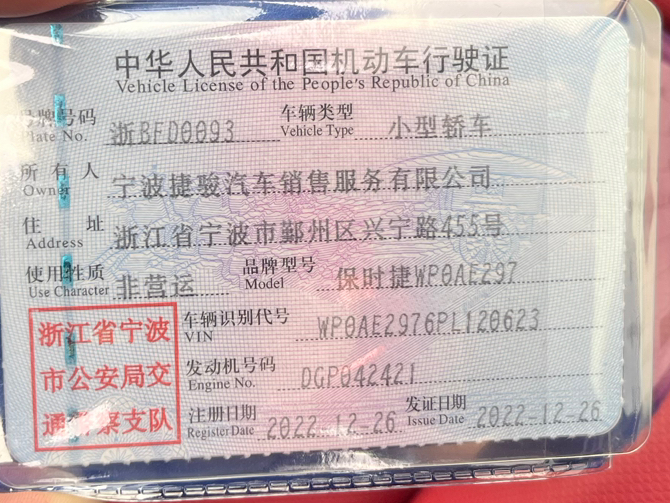 中华人民共和国机动车行驶证
Vehicle License of the People's Republic of China
号牌号码 浙BFD0093 车辆类型 小型轿车
Plate No. Vehicle Type
所有人 宁波捷骏汽车销售服务有限公司
Owner
住址 浙江省宁波市鄞州区兴宁路455号
Address
使用性质 非营运 品牌型号 保时捷WP0AE297
Use Character Model
浙江省宁波
市公安局交
通警察支队
车辆识别代号 WP0AE2976PL120623
VIN
发动机号码 DGP042421
Engine No.
注册日期 2022-12-26 发证日期 2022-12-26
Register Date Issue Date